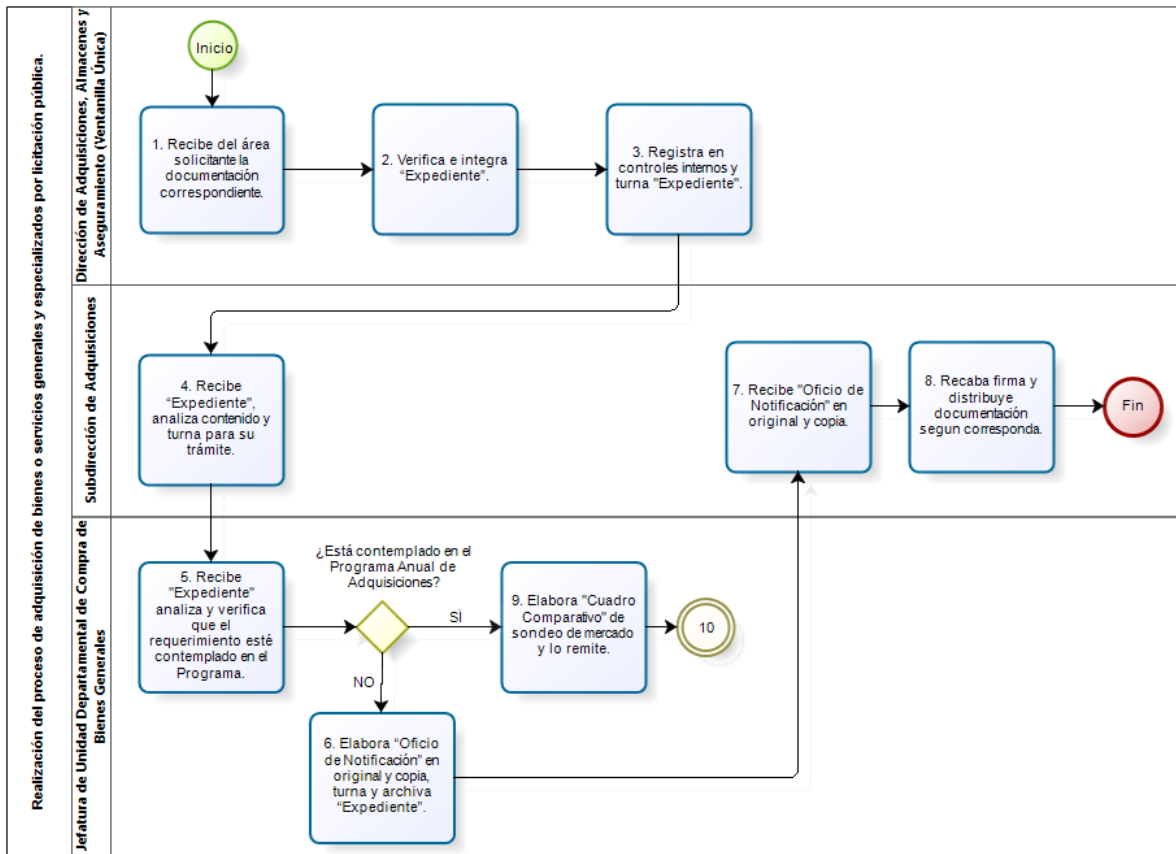 Realización del proceso de adquisición de bienes o servicios generales y especializados por licitación pública.
Dirección de Adquisiciones, Almacenes y
Aseguramiento (Ventanilla Única)
Inicio
1. Recibe del área
solicitante la
documentación
correspondiente.
2. Verifica e integra
“Expediente”.
3. Registra en
controles internos y
turna "Expediente".
Subdirección de Adquisiciones
4. Recibe
“Expediente”,
analiza contenido y
turna para su
trámite.
7. Recibe "Oficio de
Notificación" en
original y copia.
8. Recaba firma y
distribuye
documentación
segun corresponda.
Fin
Jefatura de Unidad Departamental de Compra de
Bienes Generales
5. Recibe
"Expediente"
analiza y verifica
que el
requerimiento esté
contemplado en el
Programa.
¿Está contemplado en el
Programa Anual de
Adquisiciones?
SÌ
NO
9. Elabora "Cuadro
Comparativo" de
sondeo de mercado
y lo remite.
10
6. Elabora “Oficio
de Notificación” en
original y copia,
turna y archiva
“Expediente”.